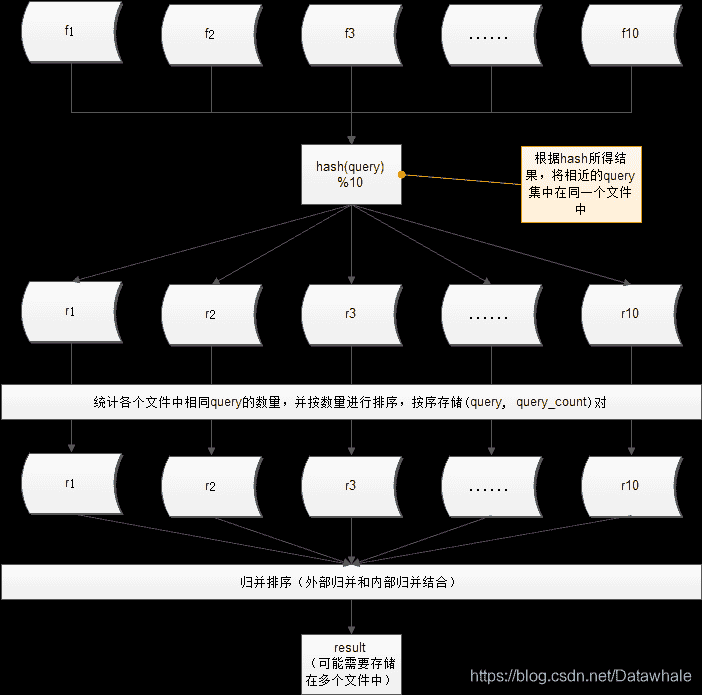 f1
f2
f3
......
f10
hash(query)
%10
根据hash所得结
果，将相近的query
集中在同一个文件
中
r1
r2
r3
......
r10
统计各个文件中相同query的数量，并按数量进行排序，按序存储(query, query_count)对
r1
r2
r3
......
r10
归并排序（外部归并和内部归并结合）
result
（可能需要存储
在多个文件中）
https://blog.csdn.net/Datawhale